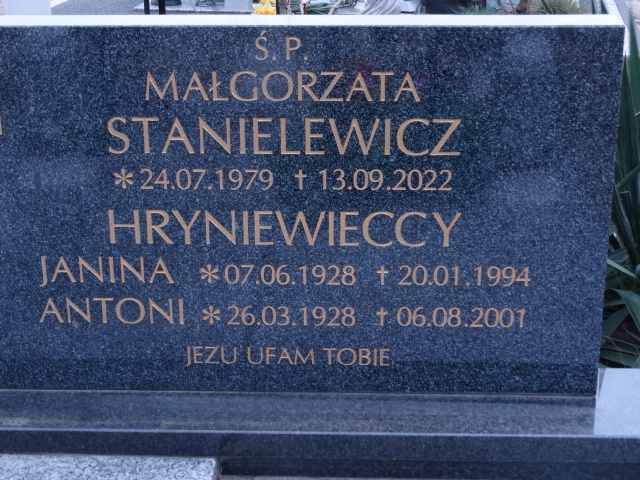 Ś. P.
MAŁGORZATA
STANIELEWICZ
*24.07.1979 †13.09.2022
HRYNIEWIECCY
JANINA *07.06.1928 †20.01.1994
ANTONI *26.03.1928 †06.08.2001
JEZU UFAM TOBIE